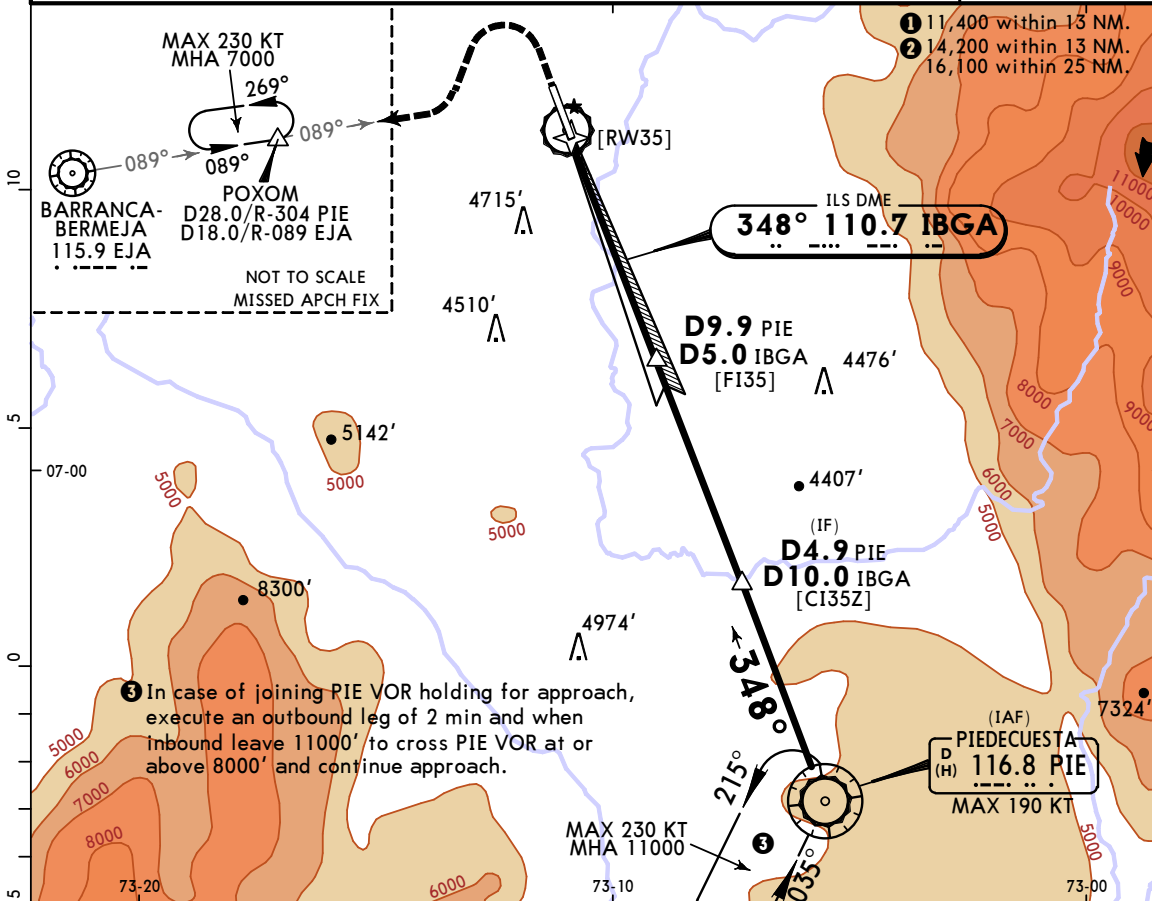 ❶ 11,400 within 13 NM.
❷ 14,200 within 13 NM.
16,100 within 25 NM.
MAX 230 KT
MHA 7000
269°
089°
089°
089°
POXOM
D28.0/R-304 PIE
D18.0/R-089 EJA
BARRANCA-
BERMEJA
115.9 EJA
NOT TO SCALE
MISSED APCH FIX
[RW35]
4715'
ILS DME
348° 110.7 IBGA
11000
10000
9000
10
4510'
D9.9 PIE
D5.0 IBGA
[FI35]
4476'
8000
9000
7000
6000
5000
5
07-00
5142'
5000
5000
5000
4407'
(IF)
D4.9 PIE
D10.0 IBGA
[CI35Z]
8300'
4974'
0
348°
❸ In case of joining PIE VOR holding for approach,
execute an outbound leg of 2 min and when
inbound leave 11000' to cross PIE VOR at or
above 8000' and continue approach.
5000
6000
7000
8000
7324'
(IAF)
PIEDECUESTA
D
(H)
116.8 PIE
MAX 190 KT
215°
MAX 230 KT
MHA 11000
❸
035°
5000
6000
5
73-20
73-10
73-00